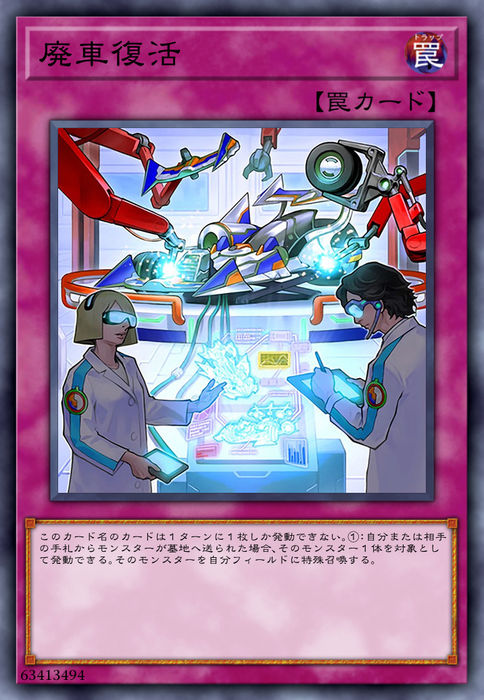 廃車復活
トラップ
罠
【罠カード】
このカード名のカードは１ターンに１枚しか発動できない。①：自分または相手
の手札からモンスターが墓地へ送られた場合、そのモンスター１体を対象とし
て発動できる。そのモンスターを自分フィールドに特殊召喚する。
63413494